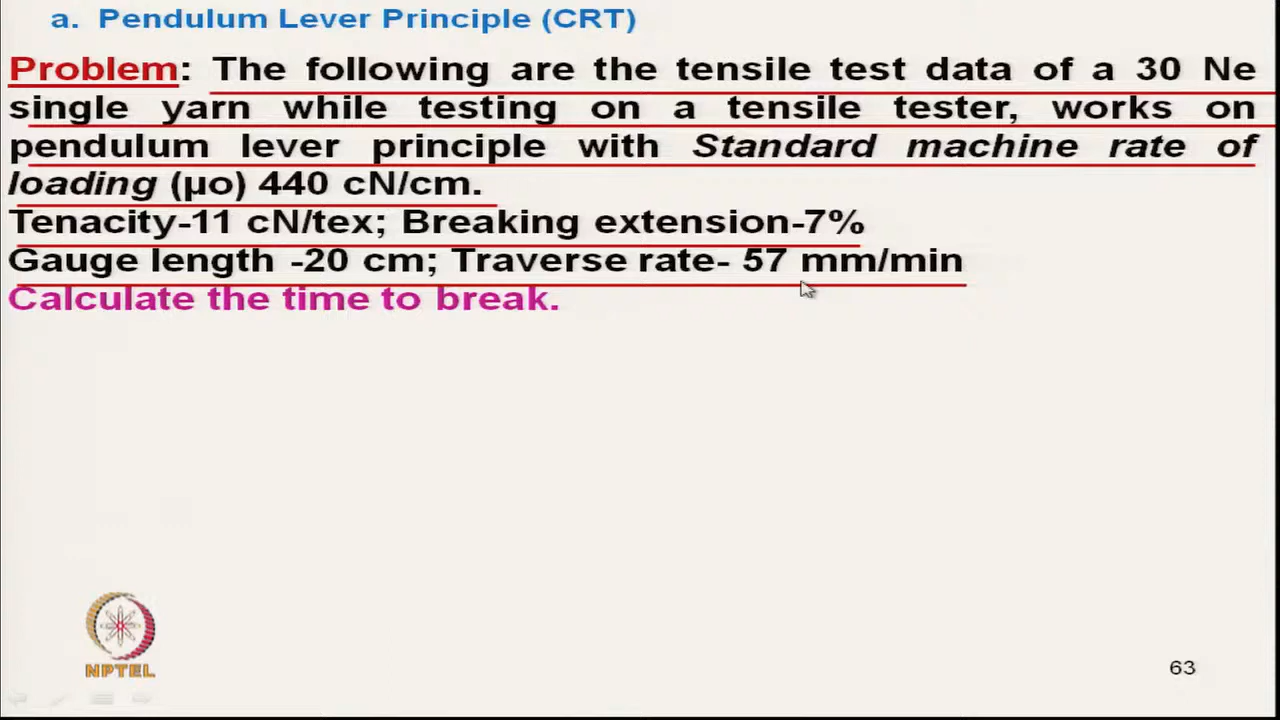 a. Pendulum Lever Principle (CRT)
Problem: The following are the tensile test data of a 30 Ne
single yarn while testing on a tensile tester, works on
pendulum lever principle with Standard machine rate of
loading (µo) 440 cN/cm.
Tenacity-11 cN/tex; Breaking extension-7%
Gauge length -20 cm; Traverse rate- 57 mm/min
Calculate the time to break.
NPTEL
63